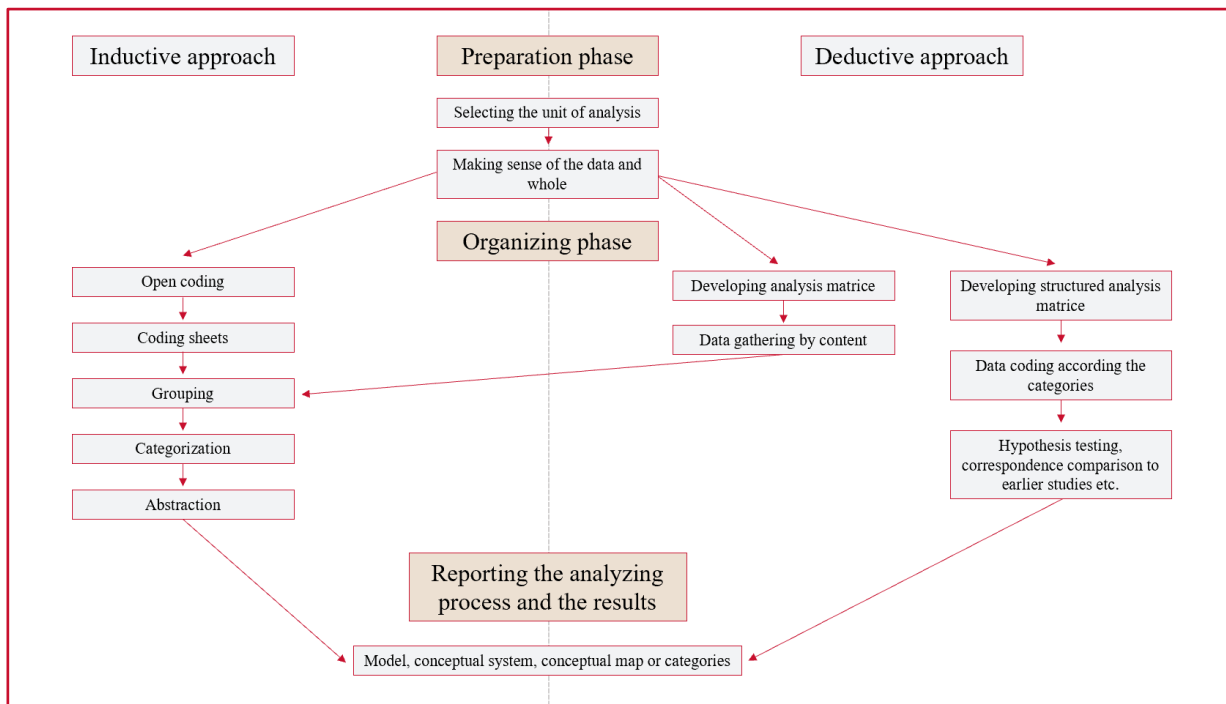 Inductive approach
Preparation phase
Deductive approach
Selecting the unit of analysis
Making sense of the data and
whole
Organizing phase
Open coding
Coding sheets
Grouping
Categorization
Abstraction
Developing analysis matrice
Data gathering by content
Developing structured analysis
matrice
Data coding according the
categories
Hypothesis testing,
correspondence comparison to
earlier studies etc.
Reporting the analyzing
process and the results
Model, conceptual system, conceptual map or categories